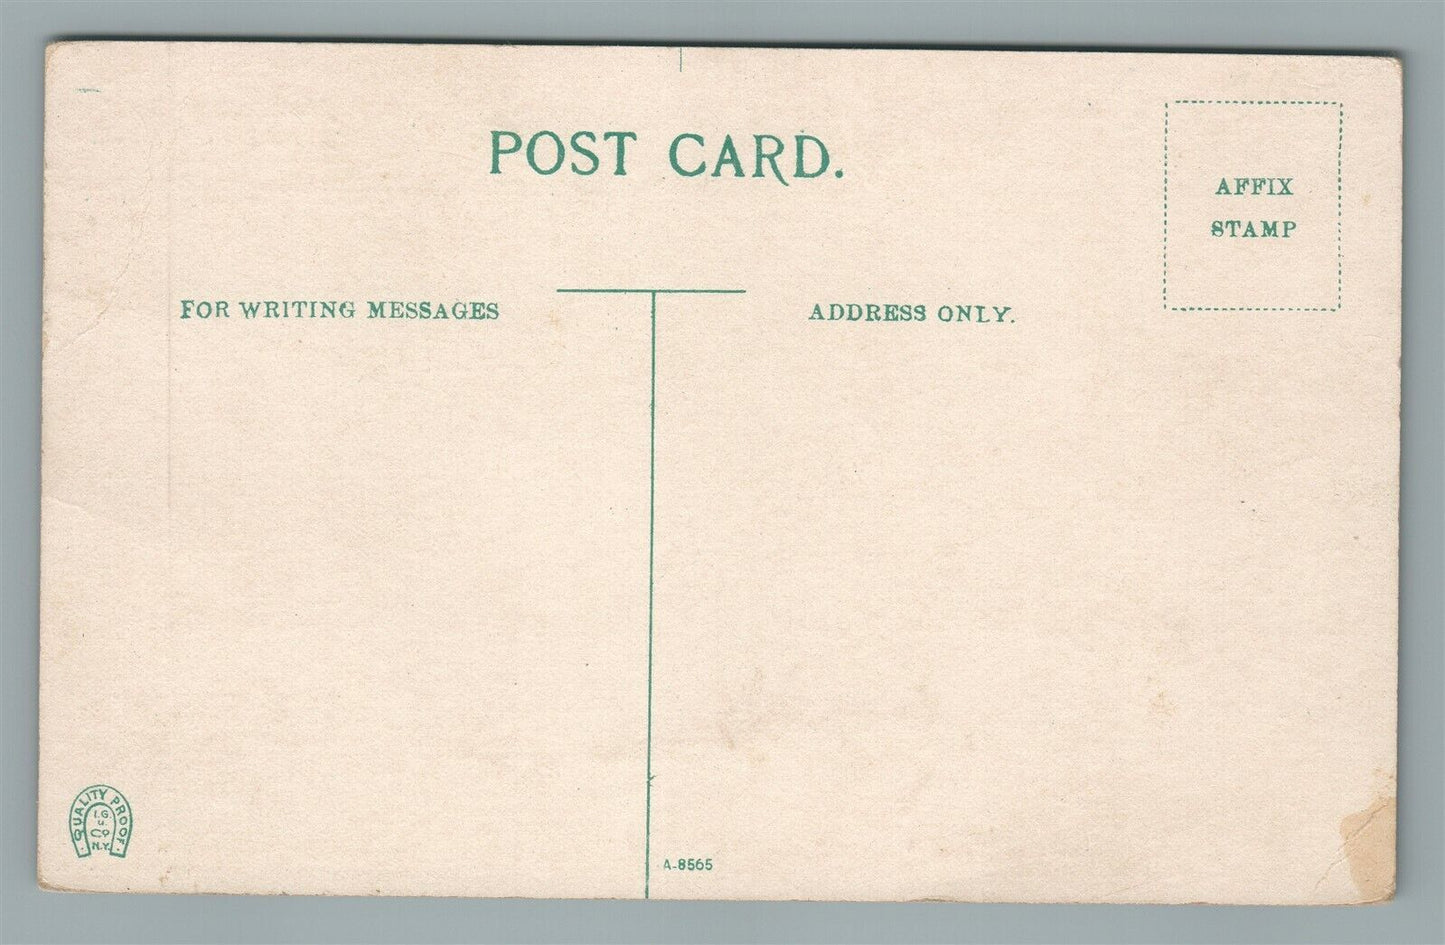 POST CARD.
AFFIX
STAMP
FOR WRITING MESSAGES
ADDRESS ONLY.
QUALITY PROOF
I.G.
u
Co
N.Y.
A-8565